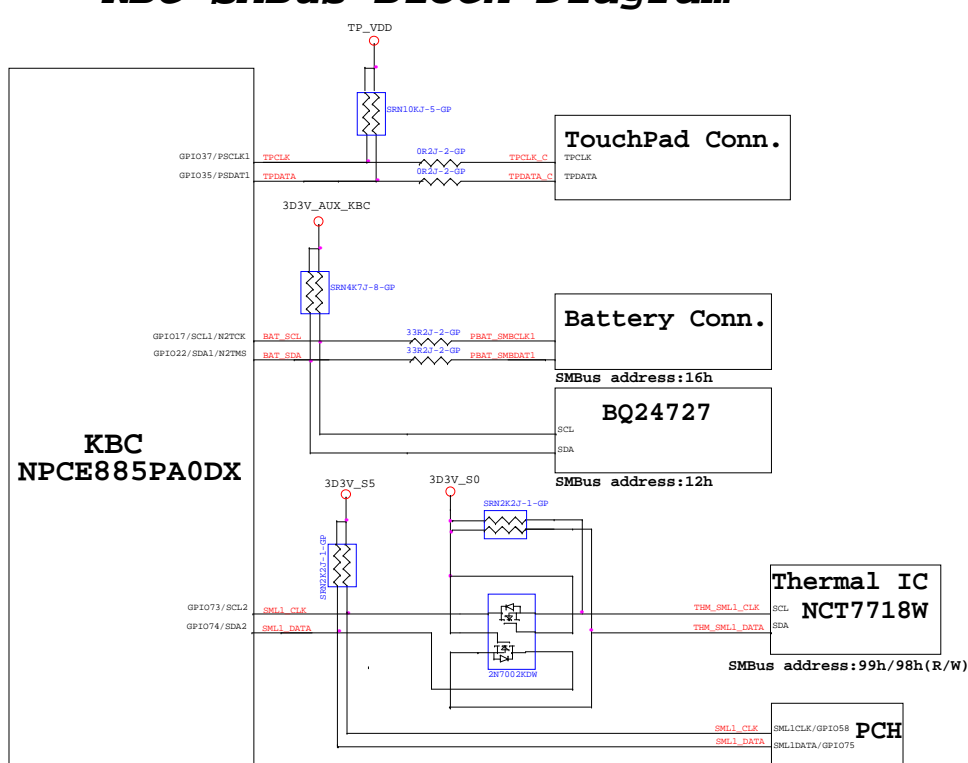 KBC SMBus Block Diagram
TP_VDD
SRN10KJ-5-GP
TouchPad Conn.
GPIO37/PSCLK1 TPCLK 0R2J-2-GP TPCLK_C TPCLK
GPIO35/PSDAT1 TPDATA 0R2J-2-GP TPDATA_C TPDATA
3D3V_AUX_KBC
SRN4K7J-8-GP
Battery Conn.
GPIO17/SCL1/N2TCK BAT_SCL 33R2J-2-GP PBAT_SMBCLK1
GPIO22/SDA1/N2TMS BAT_SDA 33R2J-2-GP PBAT_SMBDAT1
SMBus address:16h
BQ24727
SCL
SDA
SMBus address:12h
KBC
NPCE885PA0DX
3D3V_S5
3D3V_S0
SRN2K2J-1-GP
SRN2K2J-1-GP
Thermal IC
NCT7718W
GPIO73/SCL2 SML1_CLK THM_SML1_CLK SCL
GPIO74/SDA2 SML1_DATA THM_SML1_DATA SDA
2N7002KDW
SMBus address:99h/98h(R/W)
SML1_CLK SML1CLK/GPIO58
PCH
SML1_DATA SML1DATA/GPIO75